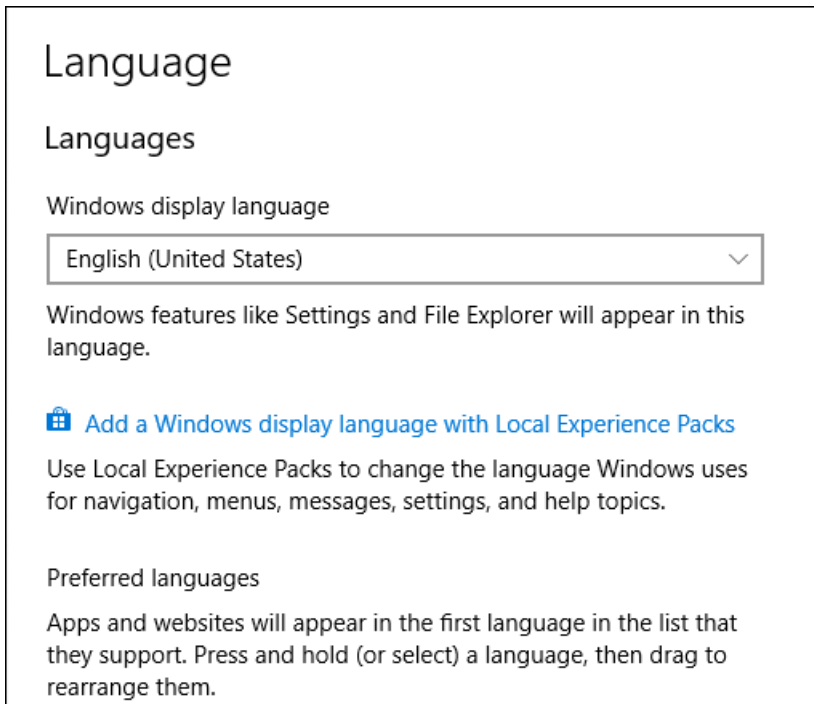 Language
Languages
Windows display language
English (United States)
Windows features like Settings and File Explorer will appear in this
language.
Add a Windows display language with Local Experience Packs
Use Local Experience Packs to change the language Windows uses
for navigation, menus, messages, settings, and help topics.
Preferred languages
Apps and websites will appear in the first language in the list that
they support. Press and hold (or select) a language, then drag to
rearrange them.